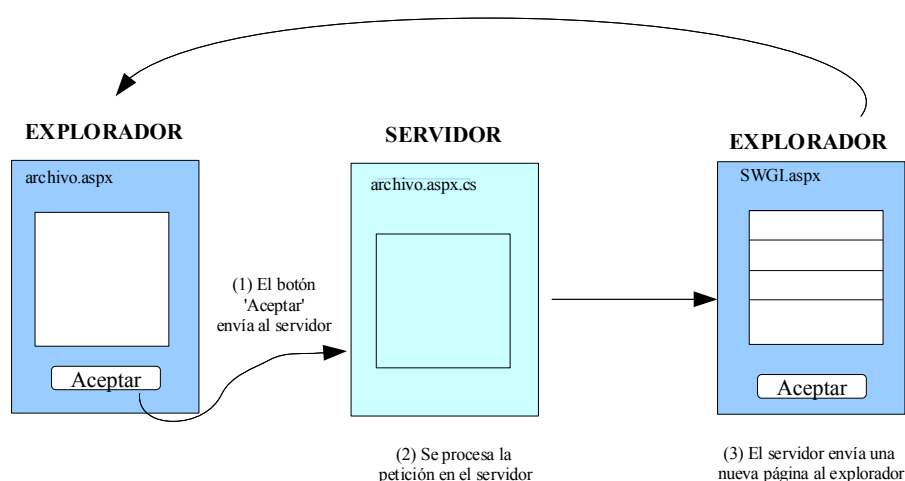 EXPLORADOR
archivo.aspx
Aceptar
(1) El botón
'Aceptar'
envía al servidor
SERVIDOR
archivo.aspx.cs
(2) Se procesa la
petición en el servidor
EXPLORADOR
SWGI.aspx
Aceptar
(3) El servidor envía una
nueva página al explorador